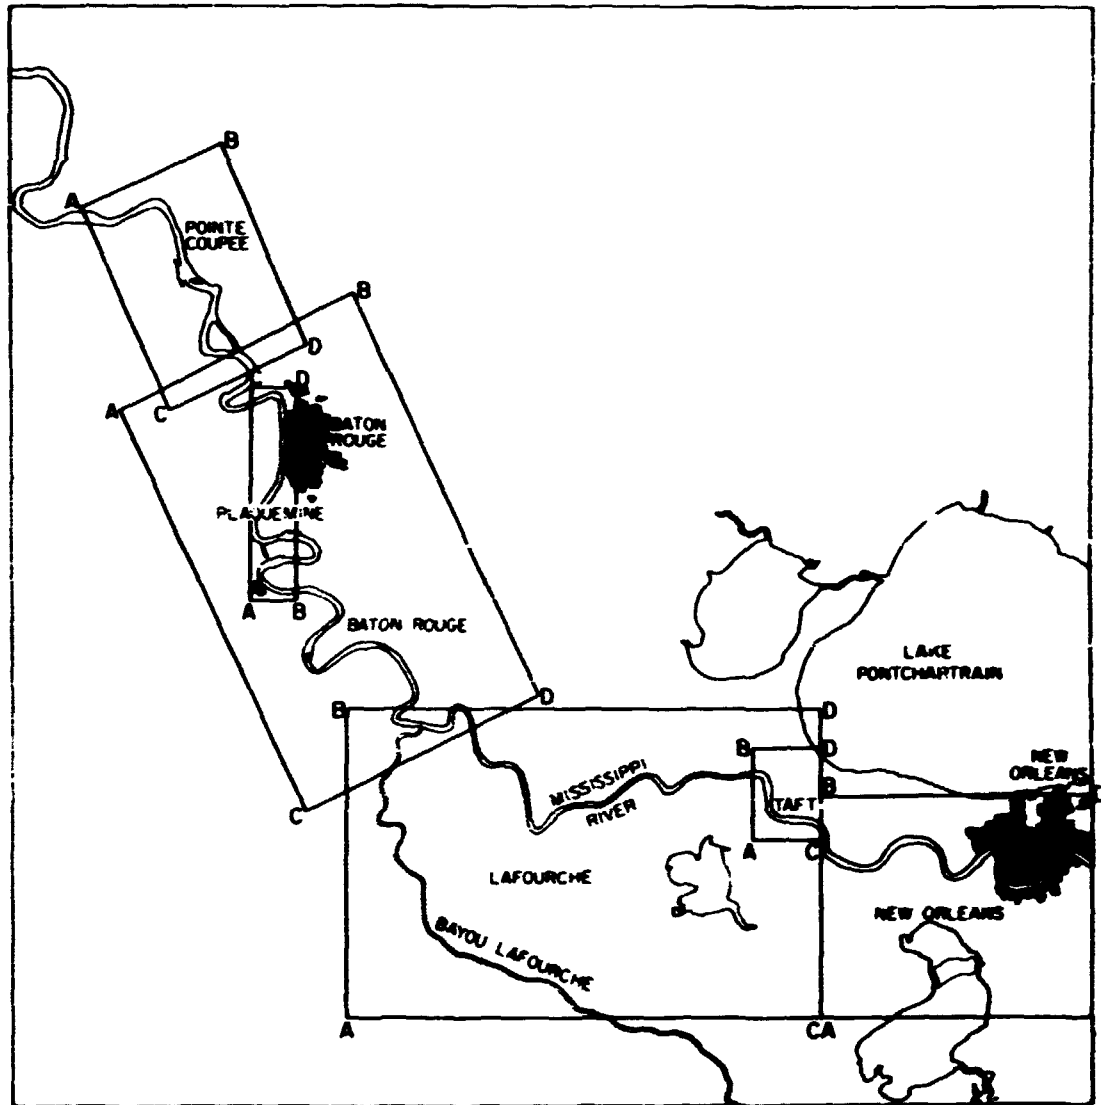 B
A
POINTE
COUPEE
B
D
D
A
C
BATON
ROUGE
PLAQUEMINE
A
B
BATON ROUGE
LAKE
PONTCHARTRAIN
D
B
D
B
D
NEW
ORLEANS
MISSISSIPPI
B
TAFT
RIVER
C
A
C
LAFOURCHE
NEW ORLEANS
BAYOU LAFOURCHE
A
CA